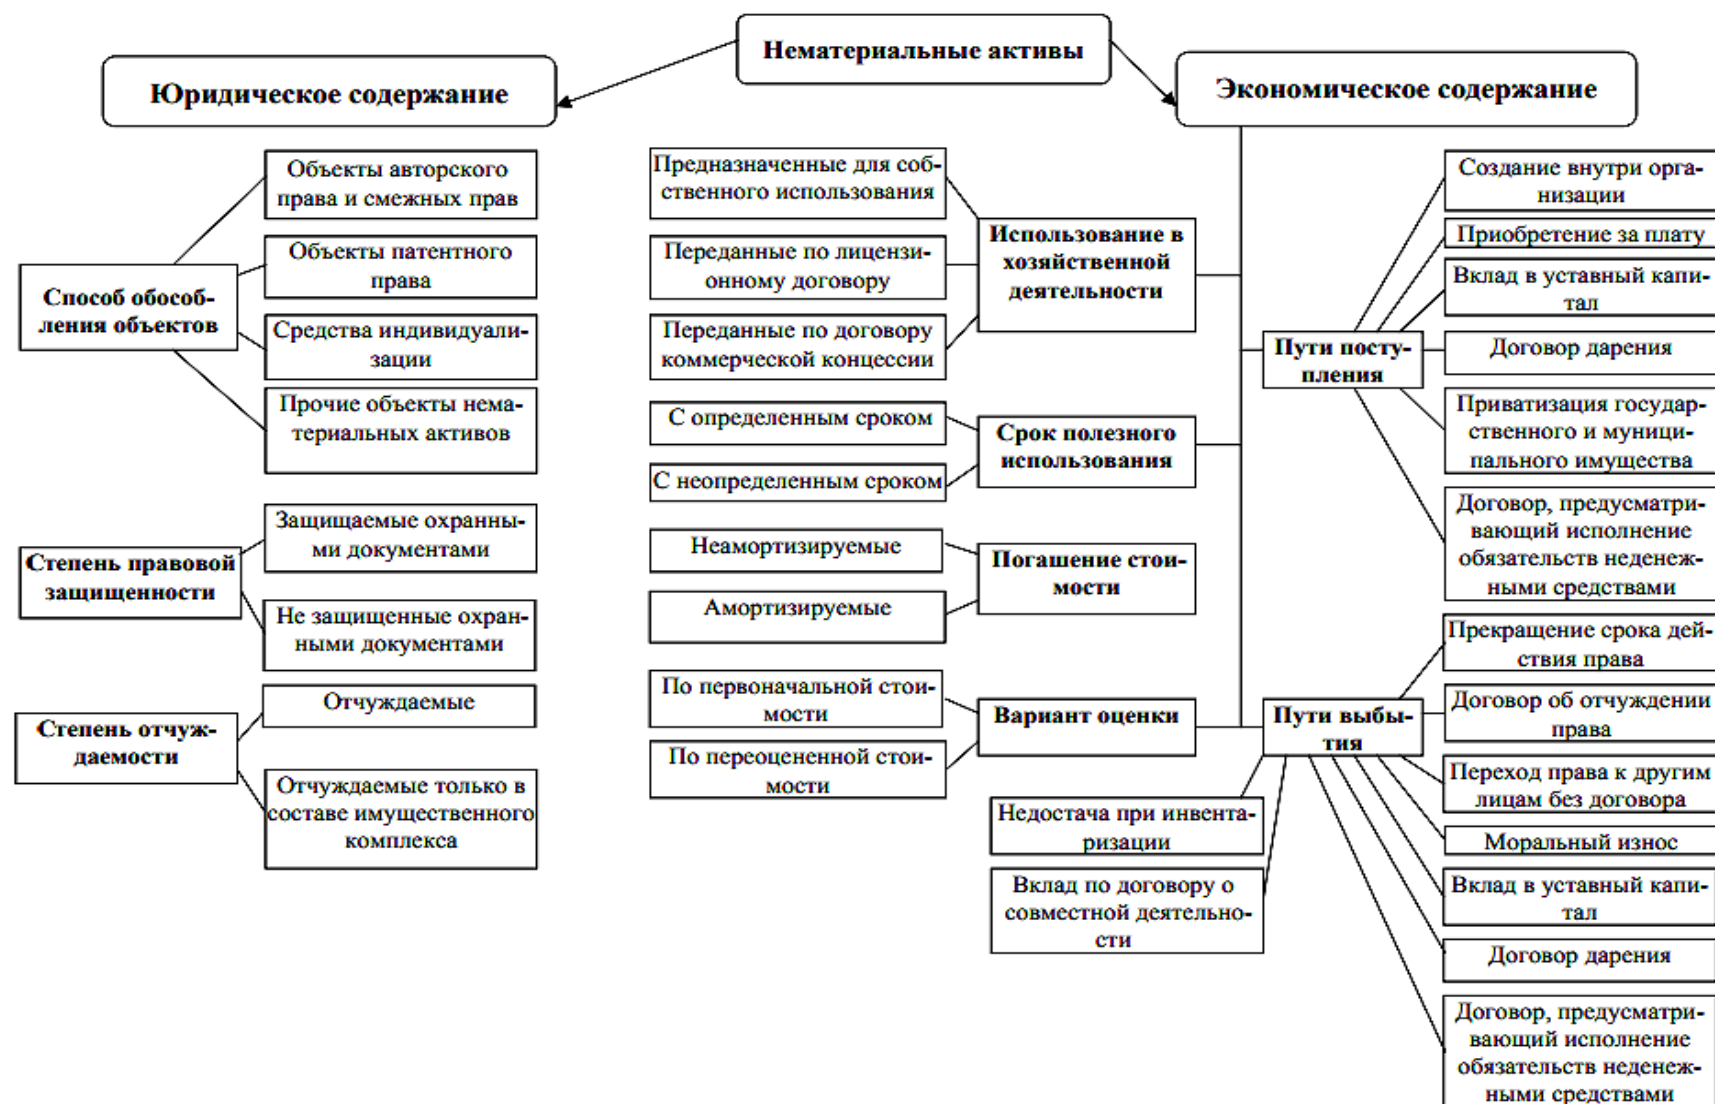 Нематериальные активы
Юридическое содержание
Экономическое содержание
Способ обособ-
ления объектов
Объекты авторского
права и смежных прав
Объекты патентного
права
Средства индивидуали-
зации
Прочие объекты нема-
териальных активов
Степень правовой
защищенности
Защищаемые охранны-
ми документами
Не защищенные охран-
ными документами
Степень отчуж-
даемости
Отчуждаемые
Отчуждаемые только в
составе имущественного
комплекса
Предназначенные для соб-
ственного использования
Переданные по лицензи-
онному договору
Переданные по договору
коммерческой концессии
Использование в
хозяйственной
деятельности
С определенным сроком
С неопределенным сроком
Срок полезного
использования
Неамортизируемые
Амортизируемые
Погашение стои-
мости
По первоначальной стои-
мости
По переоцененной стои-
мости
Вариант оценки
Пути посту-
пления
Создание внутри орга-
низации
Приобретение за плату
Вклад в уставный капи-
тал
Договор дарения
Приватизация государ-
ственного и муници-
пального имущества
Договор, предусматри-
вающий исполнение
обязательств неденеж-
ными средствами
Пути выбы-
тия
Прекращение срока дей-
ствия права
Договор об отчуждении
права
Переход права к другим
лицам без договора
Моральный износ
Вклад в уставный капи-
тал
Договор дарения
Договор, предусматри-
вающий исполнение
обязательств неденеж-
ными средствами
Недостача при инвента-
ризации
Вклад по договору о
совместной деятельно-
сти